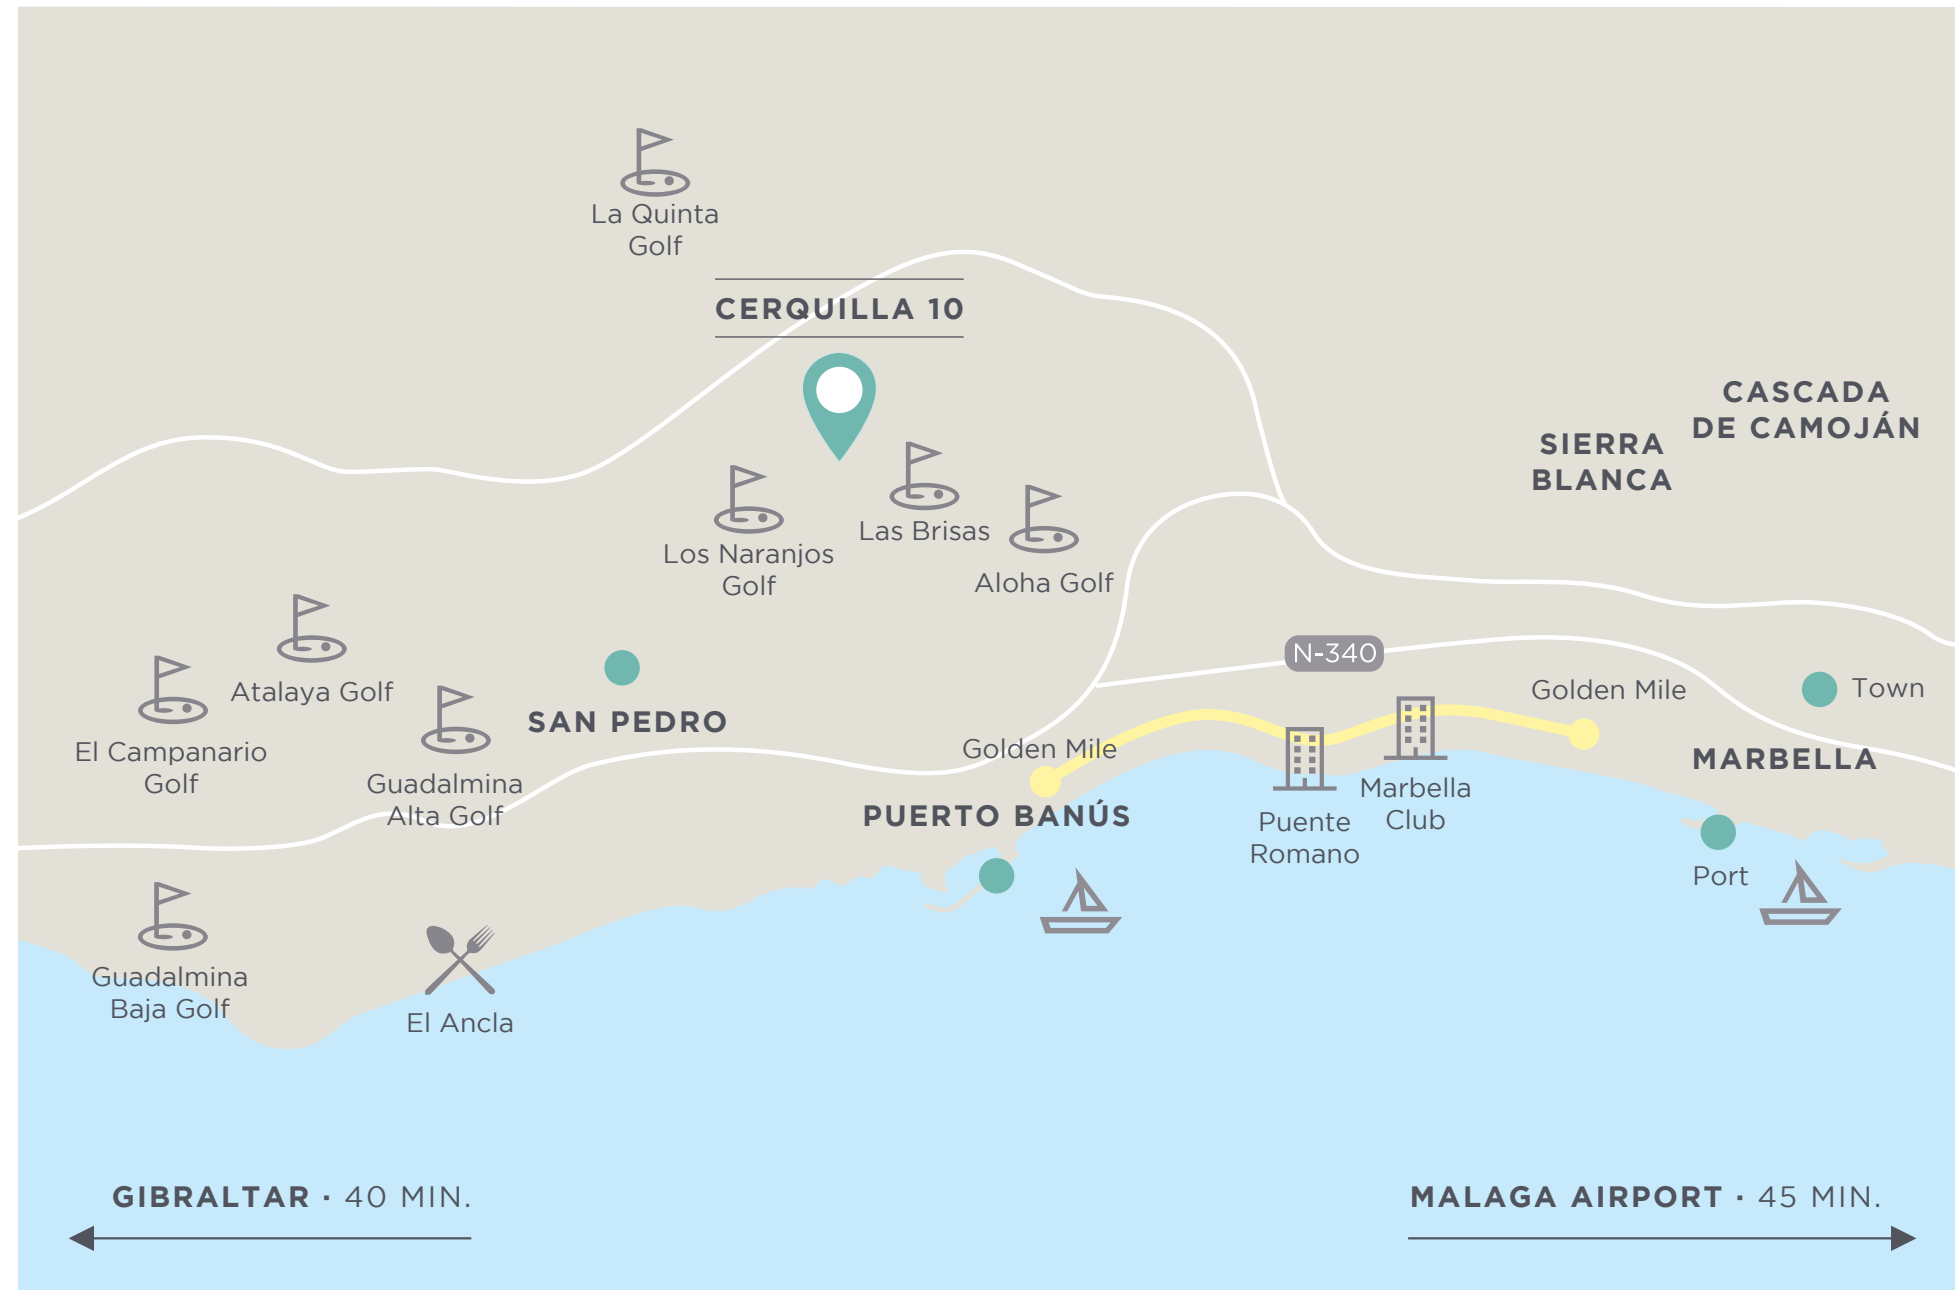 La Quinta
Golf
CERQUILLA 10
CASCADA
DE CAMOJÁN
SIERRA
BLANCA
Las Brisas
Los Naranjos
Golf
Aloha Golf
N-340
Atalaya Golf
Golden Mile
Town
SAN PEDRO
El Campanario
Golf
Golden Mile
MARBELLA
Guadalmina
Alta Golf
PUERTO BANÚS
Marbella
Club
Puente
Romano
Port
Guadalmina
Baja Golf
El Ancla
GIBRALTAR · 40 MIN.
MALAGA AIRPORT · 45 MIN.